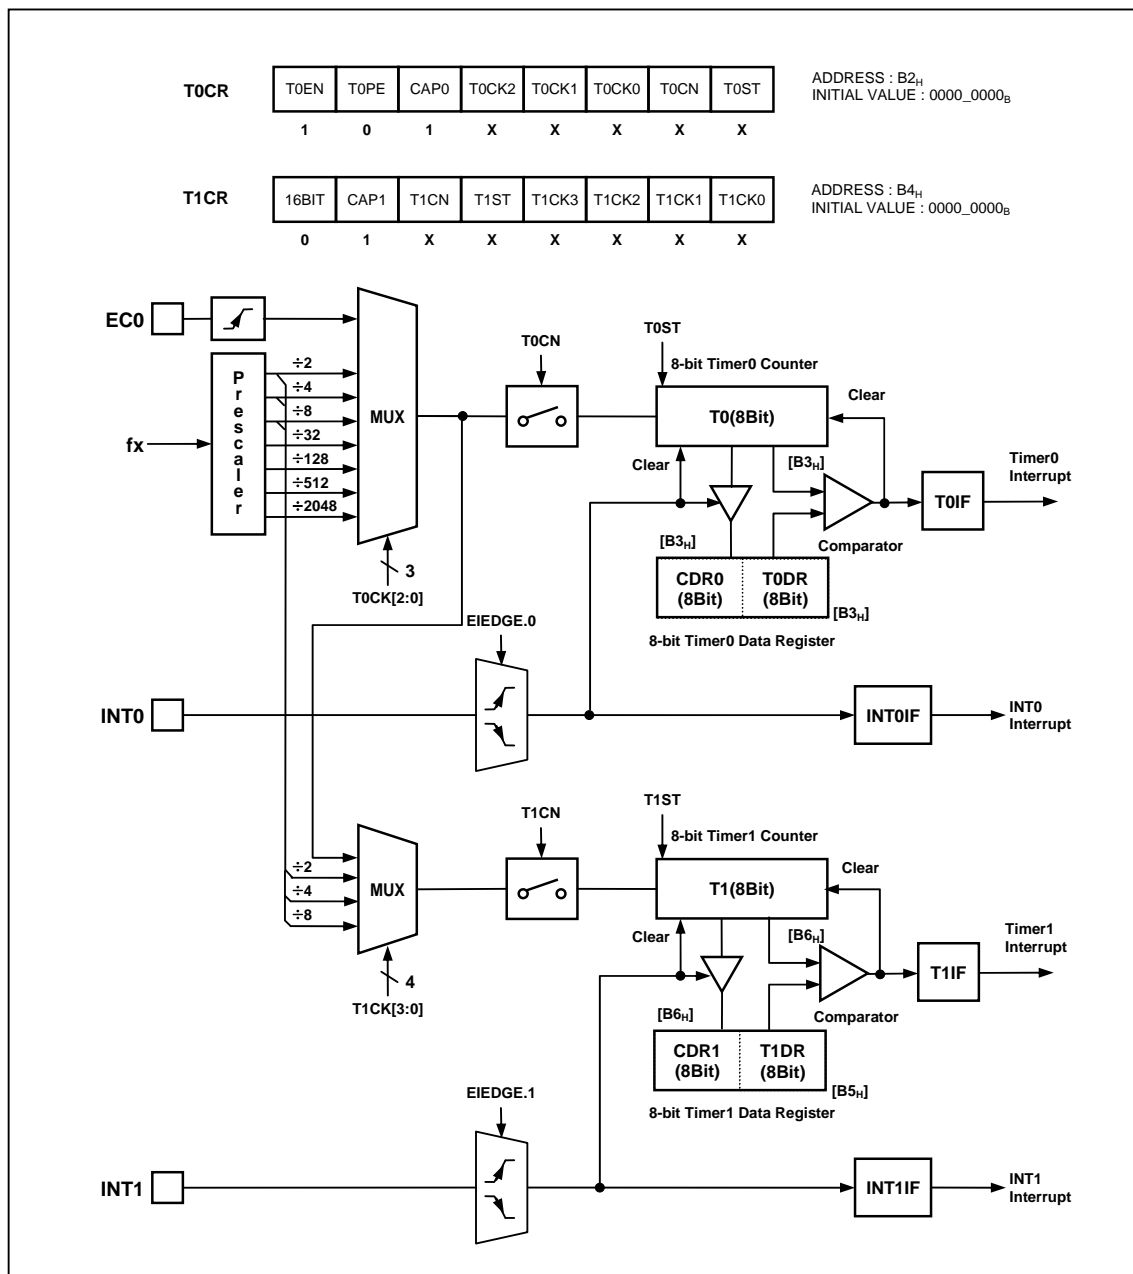 T0CR T0EN T0PE CAP0 T0CK2 T0CK1 T0CK0 T0CN T0ST ADDRESS : B2H
INITIAL VALUE : 0000_0000B
1 0 1 X X X X X
T1CR 16BIT CAP1 T1CN T1ST T1CK3 T1CK2 T1CK1 T1CK0 ADDRESS : B4H
INITIAL VALUE : 0000_0000B
0 1 X X X X X X
EC0
Prescaler
fx
÷2
÷4
÷8
÷32
÷128
÷512
÷2048
MUX
3
T0CK[2:0]
T0CN
T0ST
8-bit Timer0 Counter
T0(8Bit)
Clear
Clear
[B3H]
[B3H]
Comparator
T0IF
Timer0
Interrupt
CDR0
(8Bit)
T0DR
(8Bit)
[B3H]
8-bit Timer0 Data Register
EIEDGE.0
INT0
INT0IF
INT0
Interrupt
÷2
÷4
÷8
MUX
4
T1CK[3:0]
T1CN
T1ST
8-bit Timer1 Counter
T1(8Bit)
Clear
Clear
[B6H]
[B6H]
Comparator
T1IF
Timer1
Interrupt
CDR1
(8Bit)
T1DR
(8Bit)
[B5H]
8-bit Timer1 Data Register
EIEDGE.1
INT1
INT1IF
INT1
Interrupt